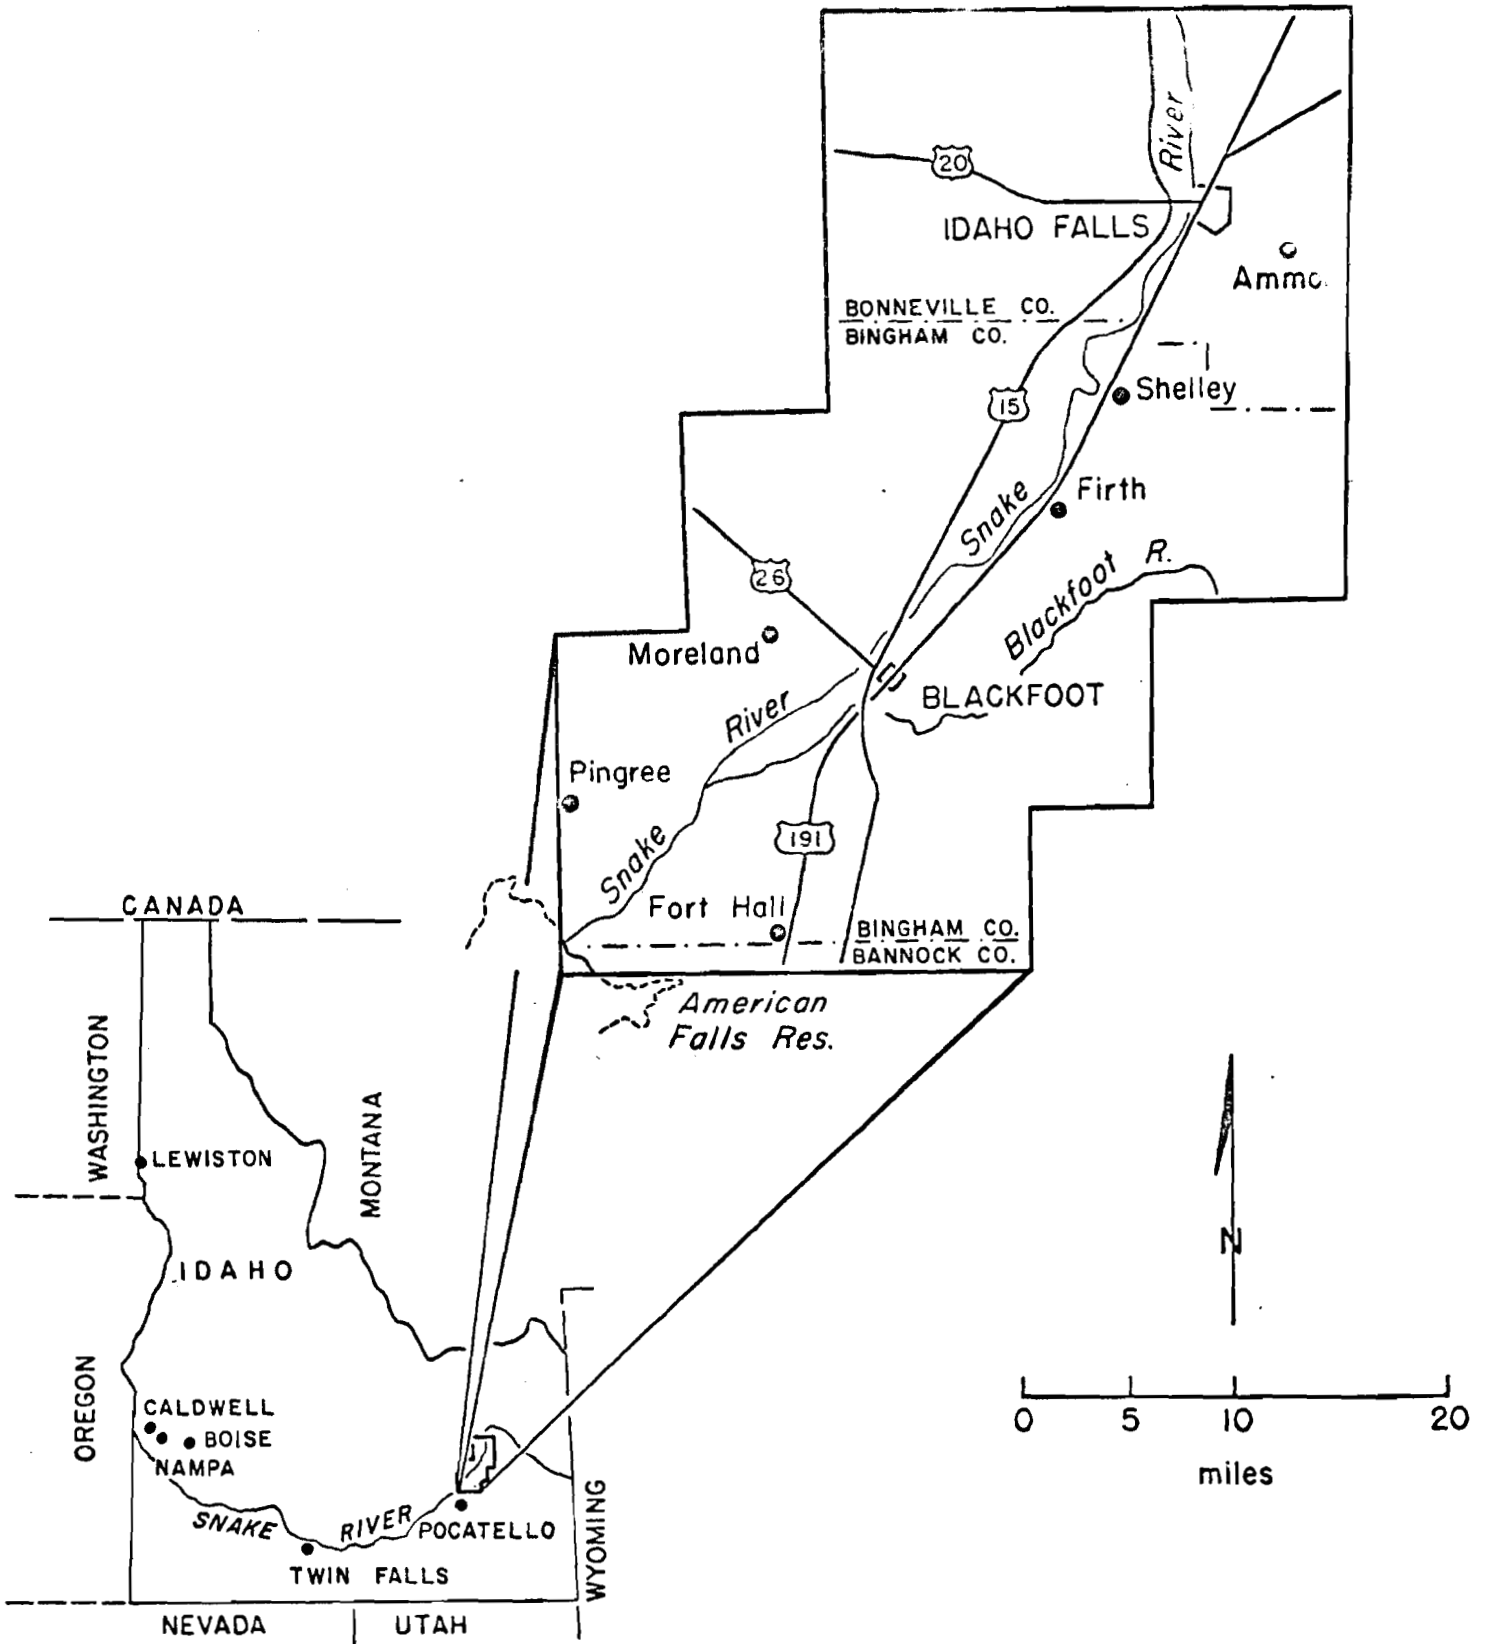 River
20
IDAHO FALLS
BONNEVILLE CO.
BINGHAM CO.
15
Shelley
Snake
Firth
26
Blackfoot R.
Moreland
BLACKFOOT
River
Pingree
191
Snake
Fort Hall
BINGHAM CO.
BANNOCK CO.
American
Falls Res.
CANADA
WASHINGTON
MONTANA
LEWISTON
IDAHO
N
OREGON
CALDWELL
BOISE
NAMPA
SNAKE RIVER
POCATELLO
TWIN FALLS
WYOMING
NEVADA
UTAH
0 5 10 20
miles